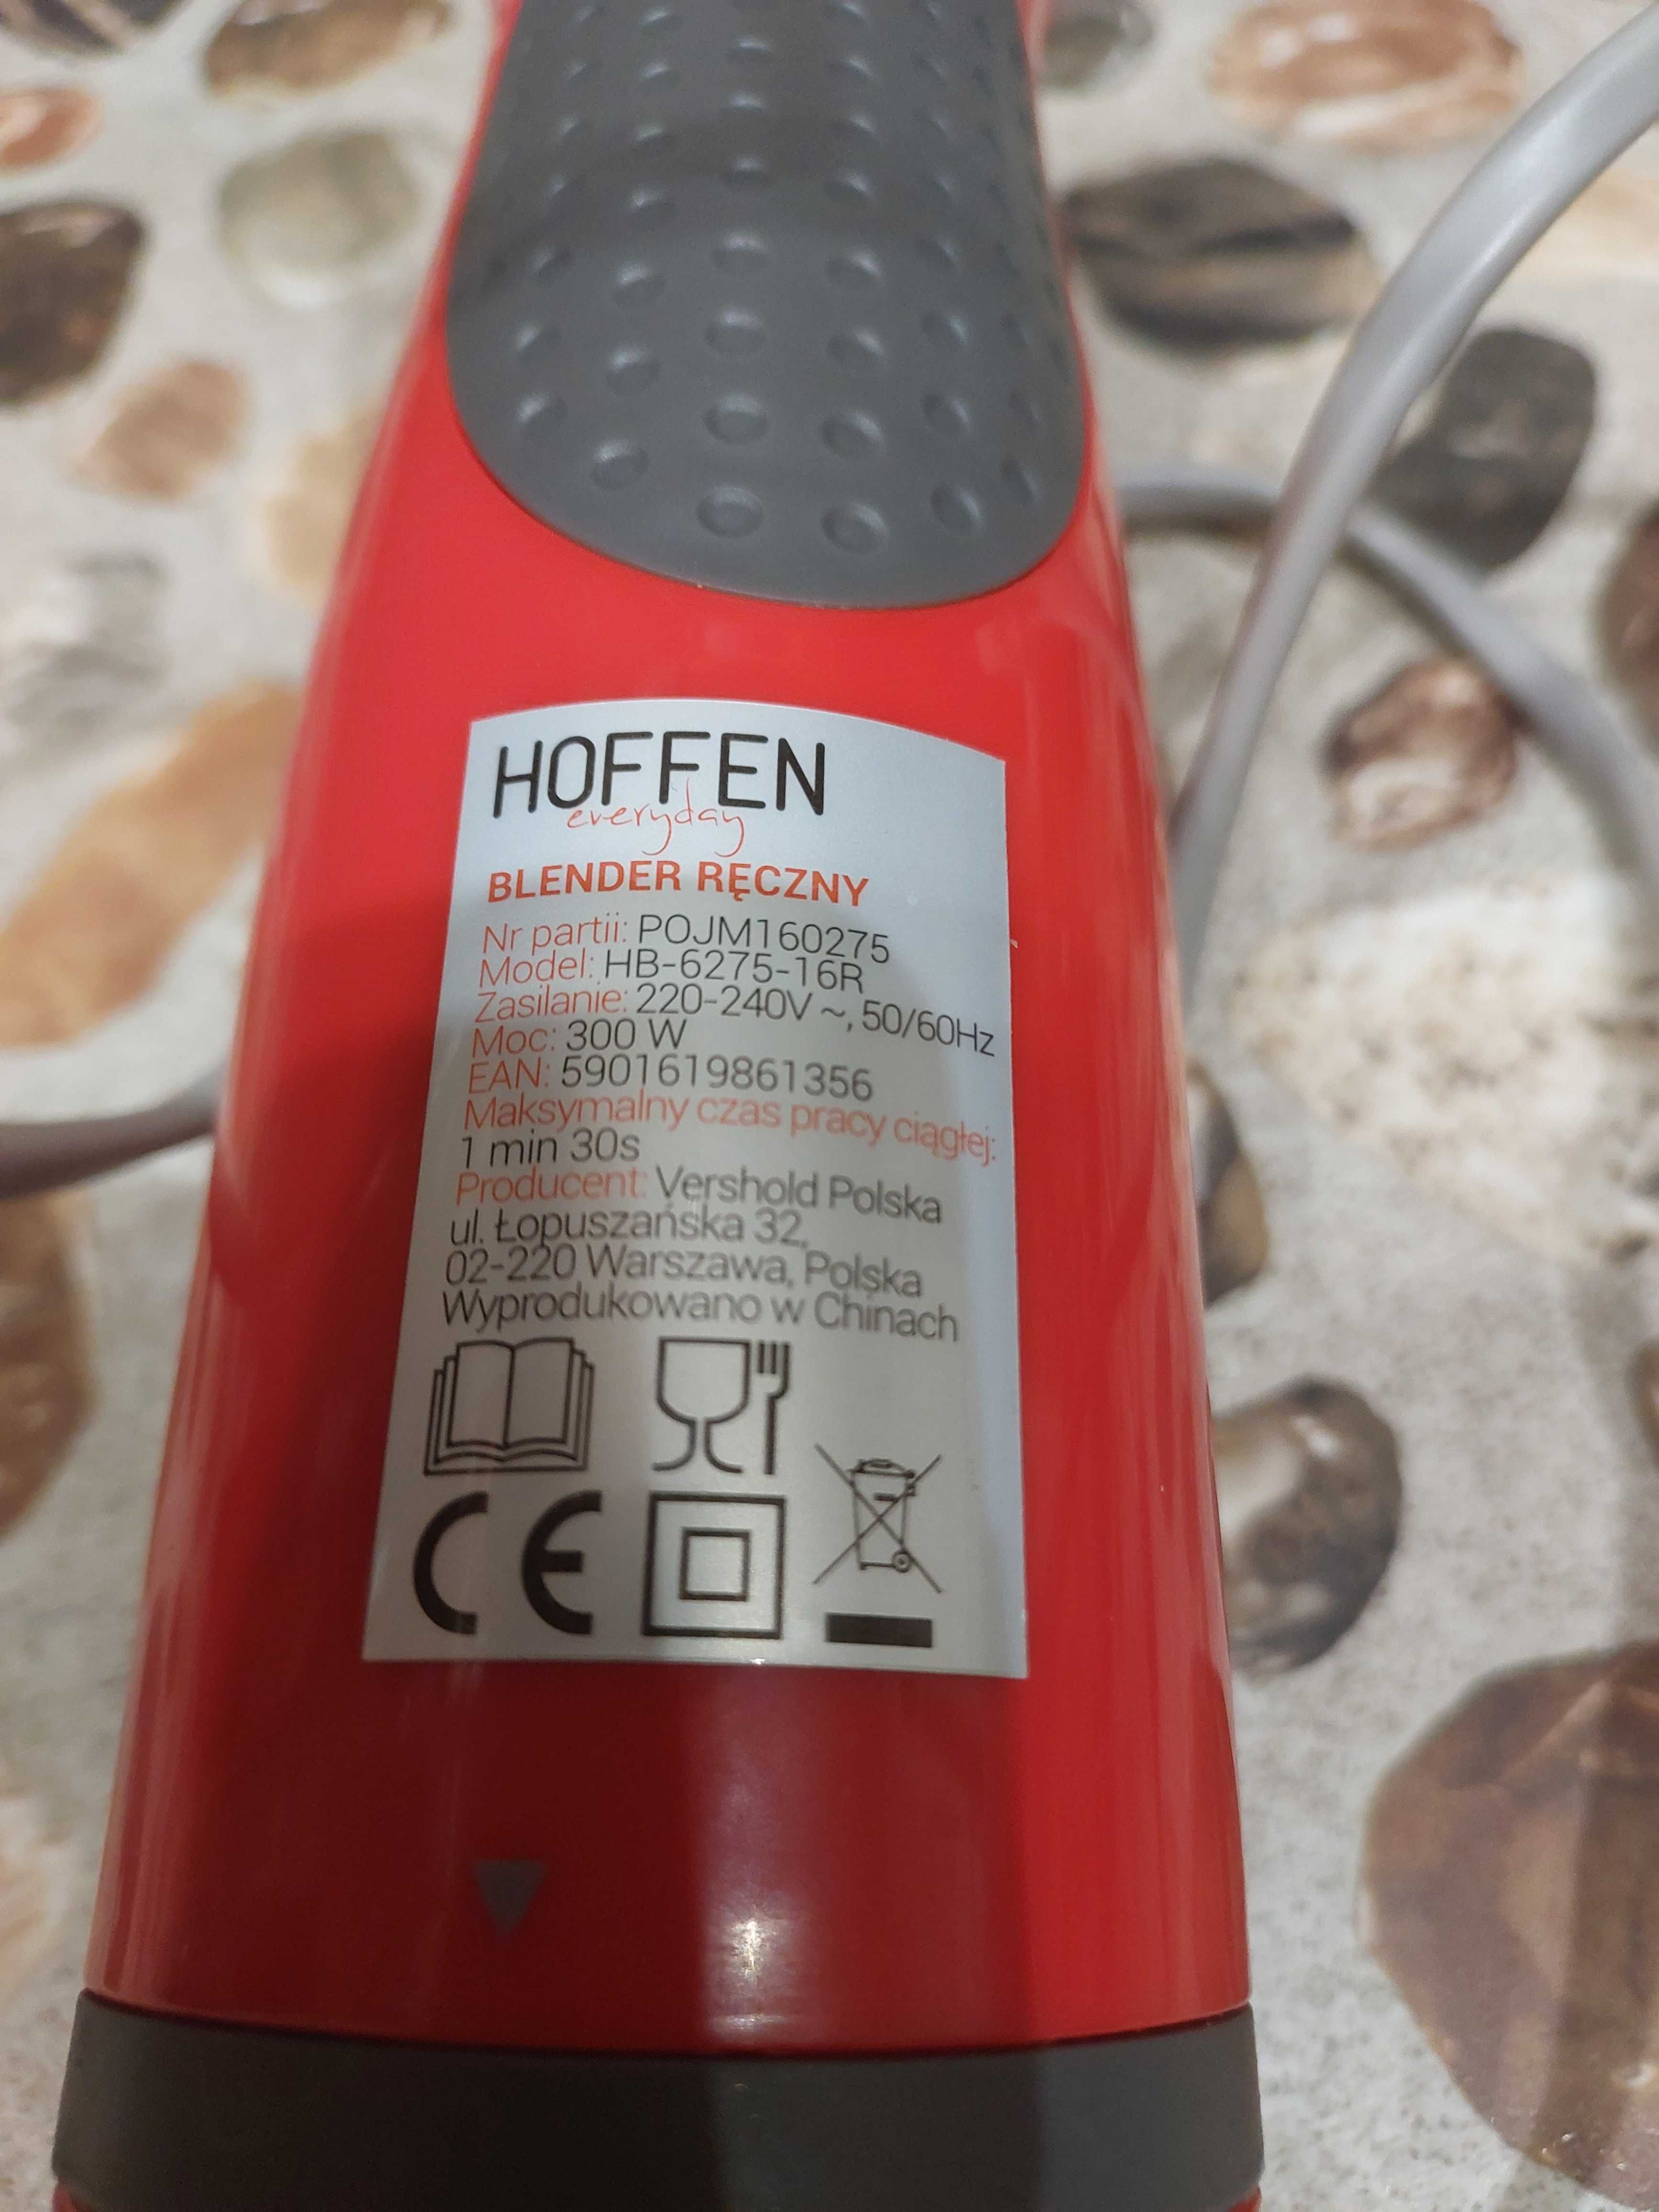 HOFFEN
everyday
BLENDER RĘCZNY
Nr partii: POJM160275
Model: HB-6275-16R
Zasilanie: 220-240V ~, 50/60Hz
Moc: 300 W
EAN: 5901619861356
Maksymalny czas pracy ciągłej:
1 min 30s
Producent: Vershold Polska
ul. Łopuszańska 32,
02-220 Warszawa, Polska
Wyprodukowano w Chinach
CE